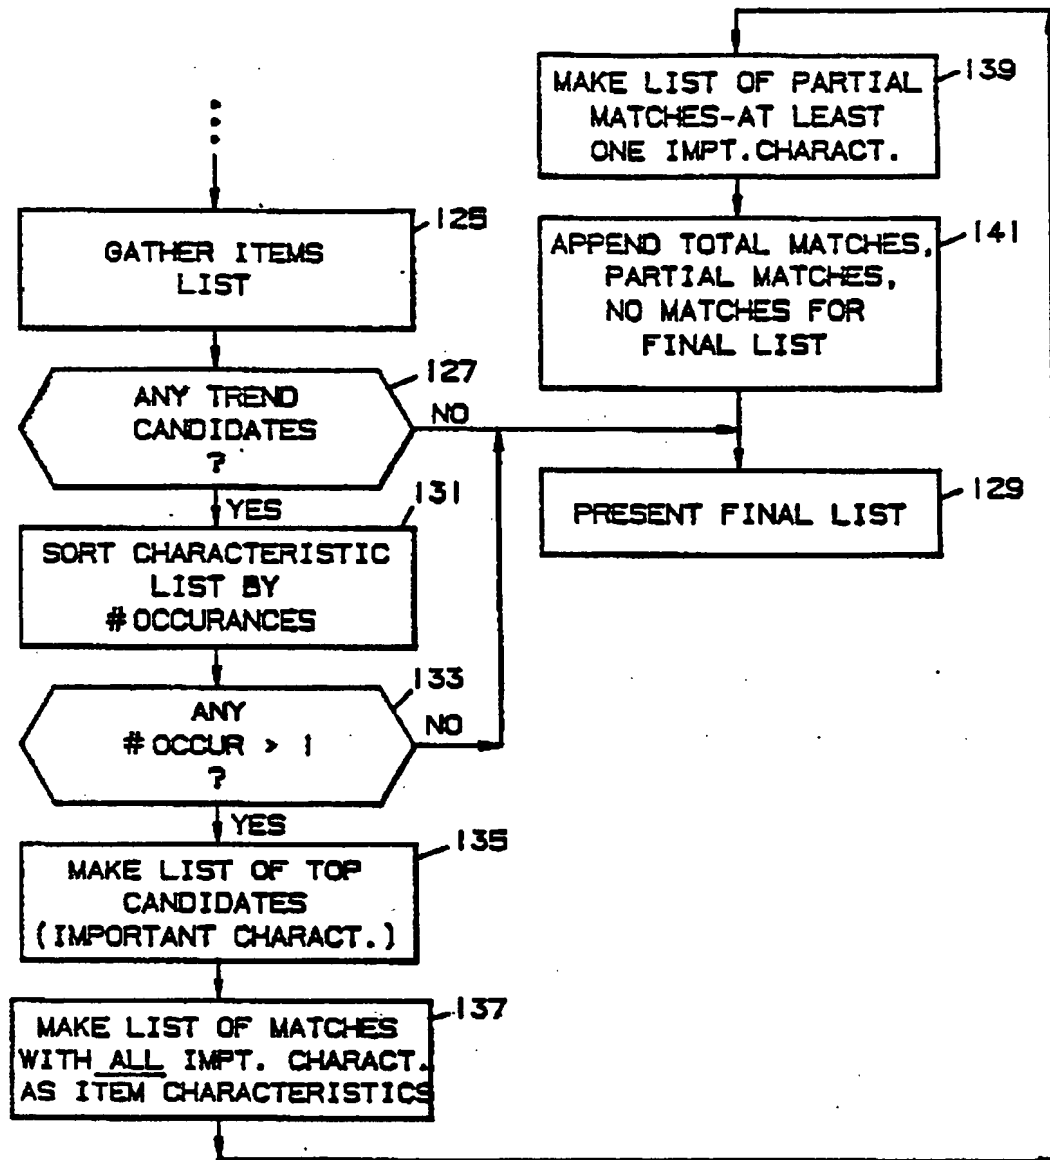 125
GATHER ITEMS
LIST
127
ANY TREND
CANDIDATES
?
NO
YES
131
SORT CHARACTERISTIC
LIST BY
# OCCURANCES
133
ANY
# OCCUR > 1
?
NO
YES
135
MAKE LIST OF TOP
CANDIDATES
(IMPORTANT CHARACT.)
137
MAKE LIST OF MATCHES
WITH ALL IMPT. CHARACT.
AS ITEM CHARACTERISTICS
139
MAKE LIST OF PARTIAL
MATCHES-AT LEAST
ONE IMPT.CHARACT.
141
APPEND TOTAL MATCHES,
PARTIAL MATCHES,
NO MATCHES FOR
FINAL LIST
129
PRESENT FINAL LIST